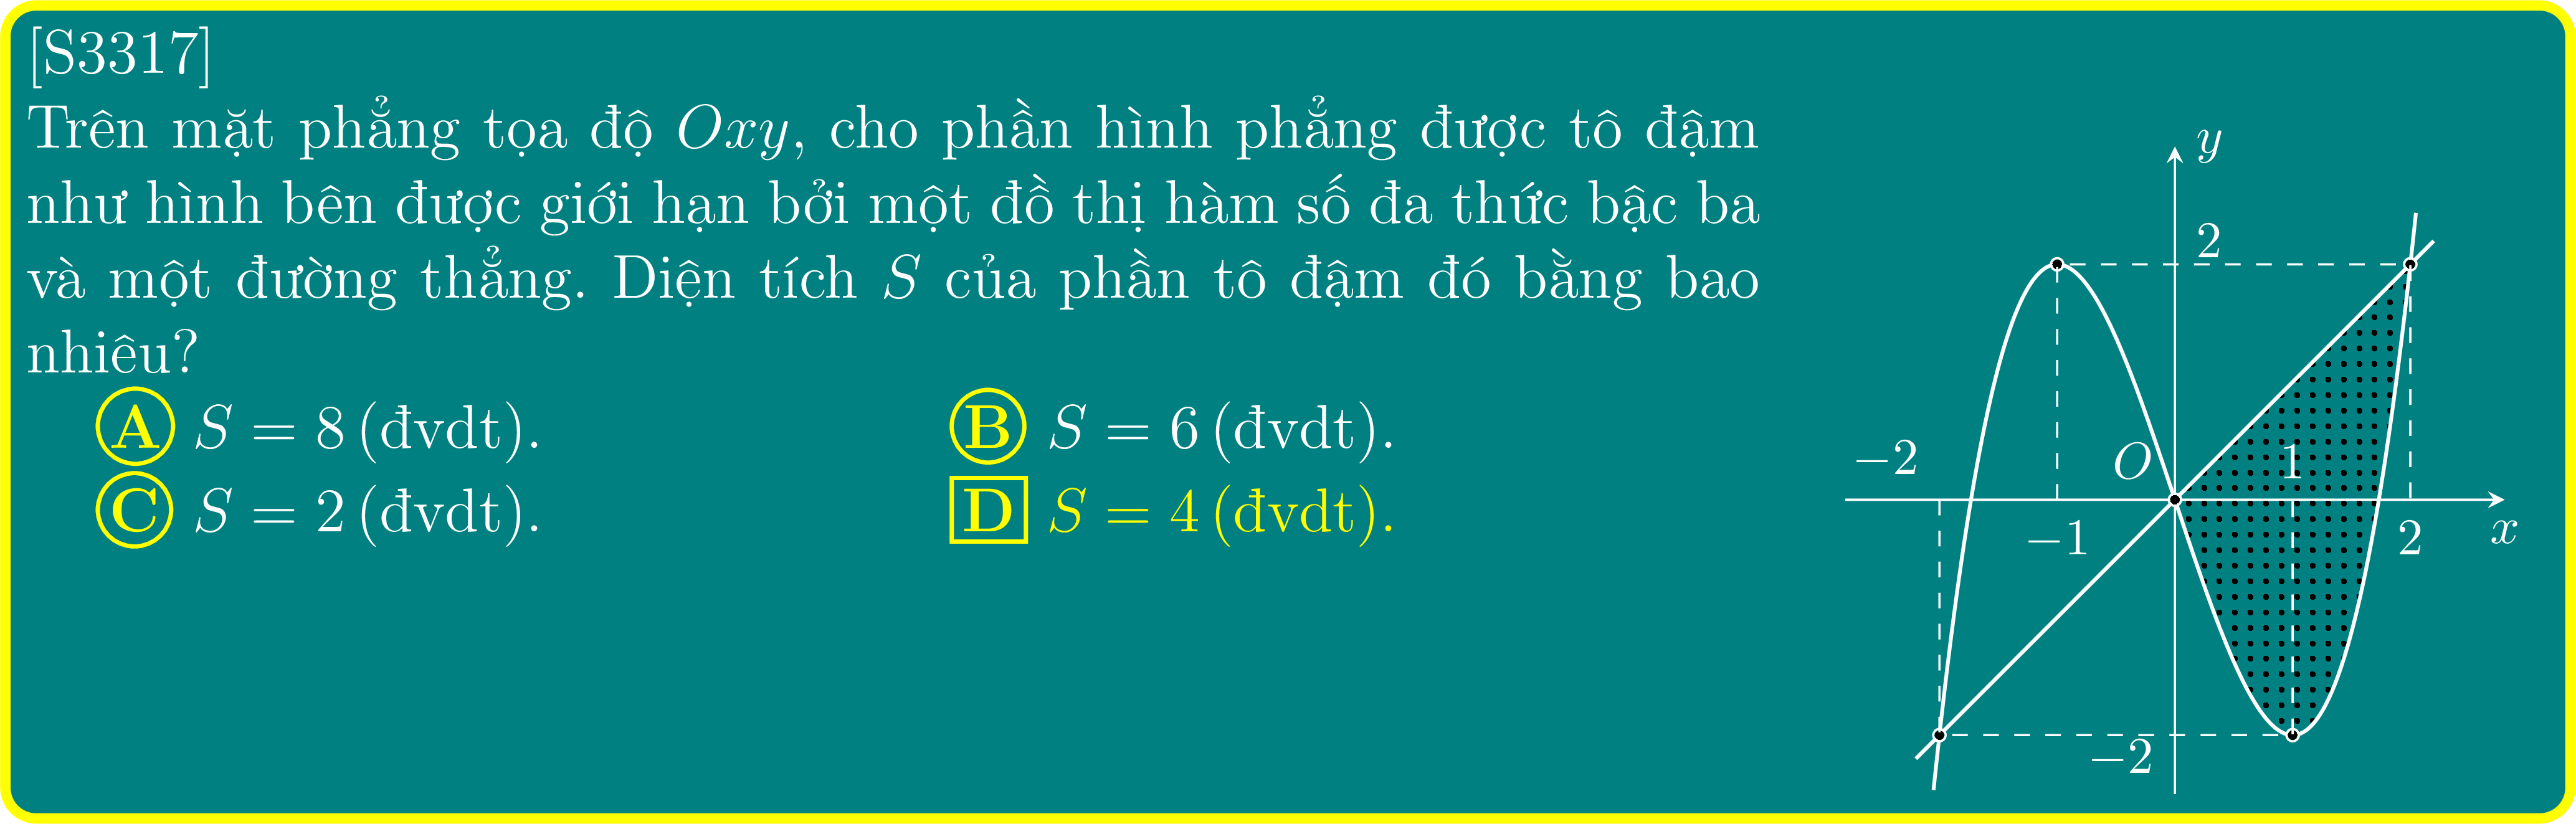 [S3317]
Trên mặt phẳng tọa độ Oxy, cho phần hình phẳng được tô đậm
như hình bên được giới hạn bởi một đồ thị hàm số đa thức bậc ba
và một đường thẳng. Diện tích S của phần tô đậm đó bằng bao
nhiêu?
A S = 8 (đvdt).
B S = 6 (đvdt).
C S = 2 (đvdt).
D S = 4 (đvdt).
y
2
−2
O
1
−1
2
x
−2